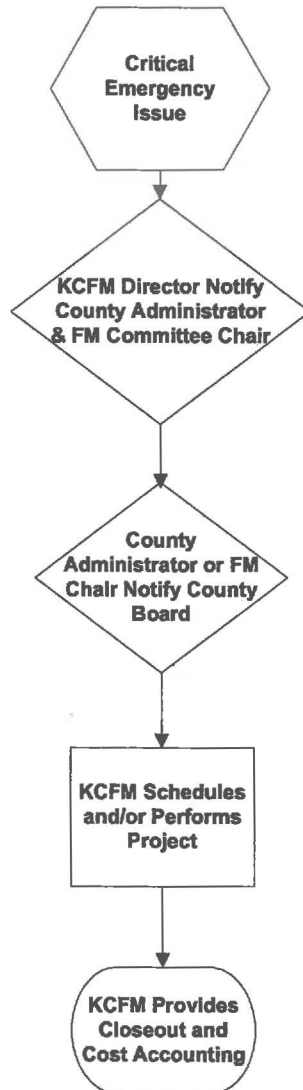 Critical
Emergency
Issue
KCFM Director Notify
County Administrator
& FM Committee Chair
County
Administrator or FM
Chair Notify County
Board
KCFM Schedules
and/or Performs
Project
KCFM Provides
Closeout and
Cost Accounting